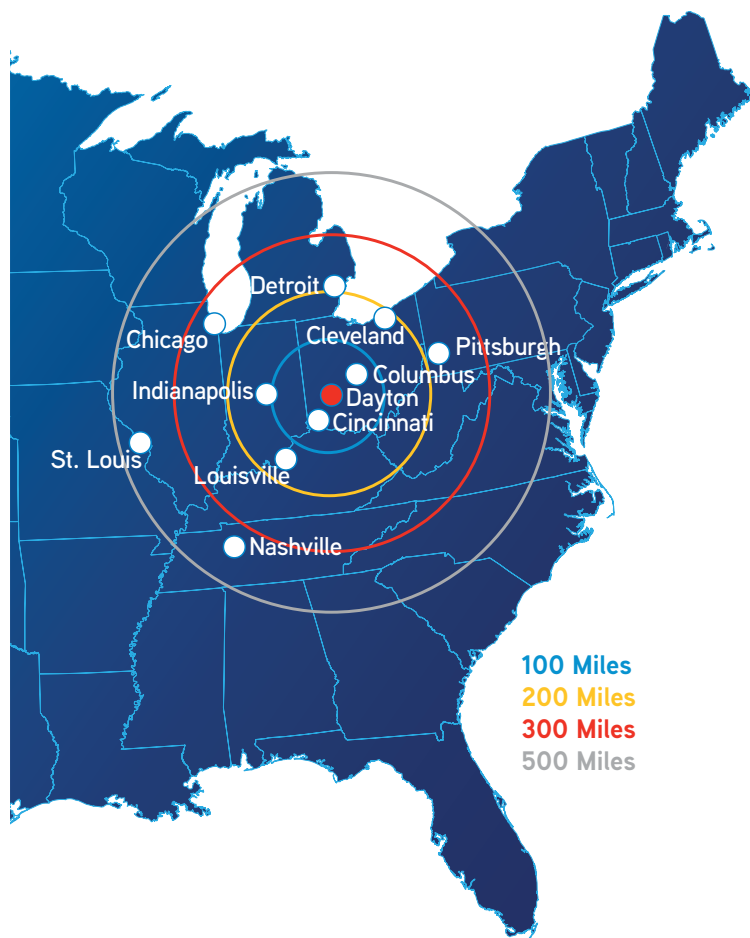 Detroit
Cleveland
Chicago
Pittsburgh
Columbus
Indianapolis
Dayton
Cincinnati
St. Louis
Louisville
Nashville
100 Miles
200 Miles
300 Miles
500 Miles